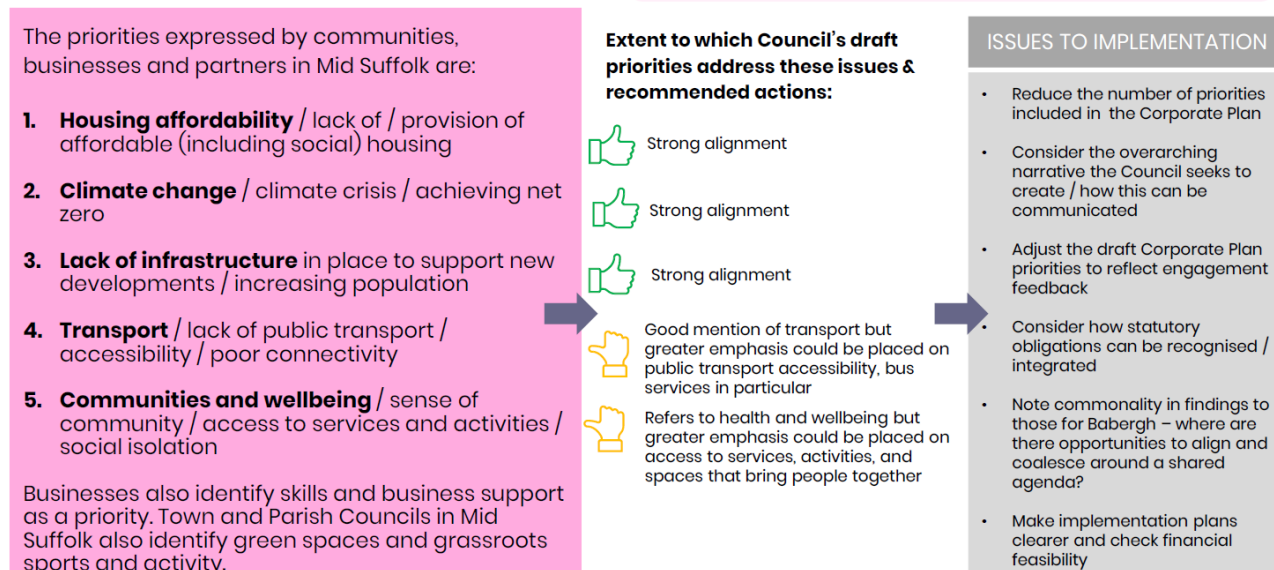 The priorities expressed by communities,
businesses and partners in Mid Suffolk are:
1. Housing affordability / lack of / provision of
affordable (including social) housing
2. Climate change / climate crisis / achieving net
zero
3. Lack of infrastructure in place to support new
developments / increasing population
4. Transport / lack of public transport /
accessibility / poor connectivity
5. Communities and wellbeing / sense of
community / access to services and activities /
social isolation
Businesses also identify skills and business support
as a priority. Town and Parish Councils in Mid
Suffolk also identify green spaces and grassroots
sports and activity.
Extent to which Council's draft
priorities address these issues &
recommended actions:
Strong alignment
Strong alignment
Strong alignment
Good mention of transport but
greater emphasis could be placed on
public transport accessibility, bus
services in particular
Refers to health and wellbeing but
greater emphasis could be placed on
access to services, activities, and
spaces that bring people together
ISSUES TO IMPLEMENTATION
• Reduce the number of priorities
included in the Corporate Plan
• Consider the overarching
narrative the Council seeks to
create / how this can be
communicated
• Adjust the draft Corporate Plan
priorities to reflect engagement
feedback
• Consider how statutory
obligations can be recognised /
integrated
• Note commonality in findings to
those for Babergh – where are
there opportunities to align and
coalesce around a shared
agenda?
• Make implementation plans
clearer and check financial
feasibility